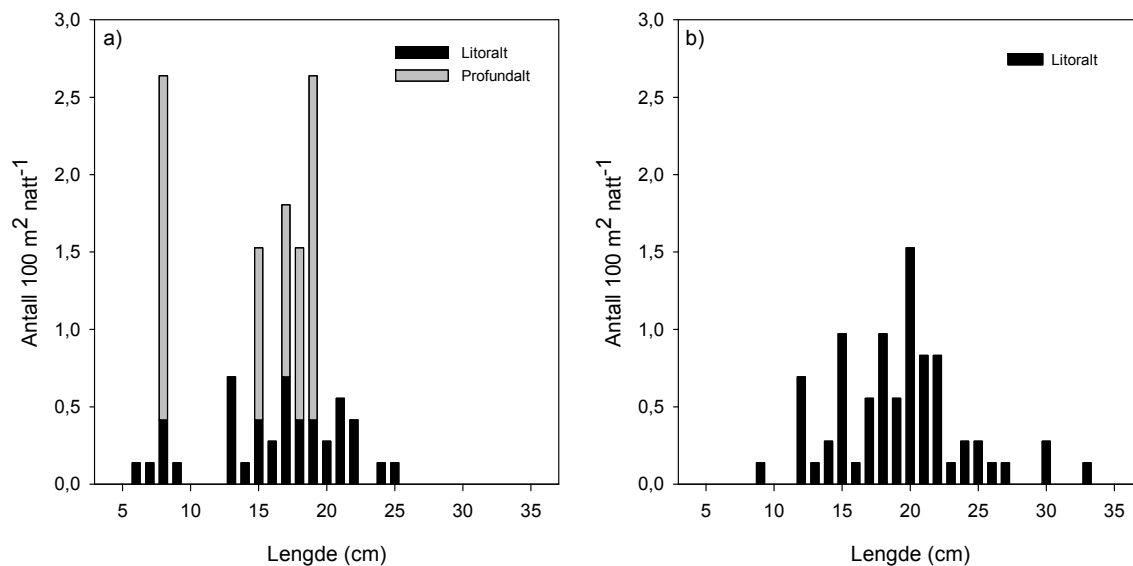 a)
Litoralt
Profundalt
3,0
2,5
2,0
1,5
1,0
0,5
0,0
Antall 100 m² natt⁻¹
5 10 15 20 25 30 35
Lengde (cm)
b)
Litoralt
3,0
2,5
2,0
1,5
1,0
0,5
0,0
Antall 100 m² natt⁻¹
5 10 15 20 25 30 35
Lengde (cm)